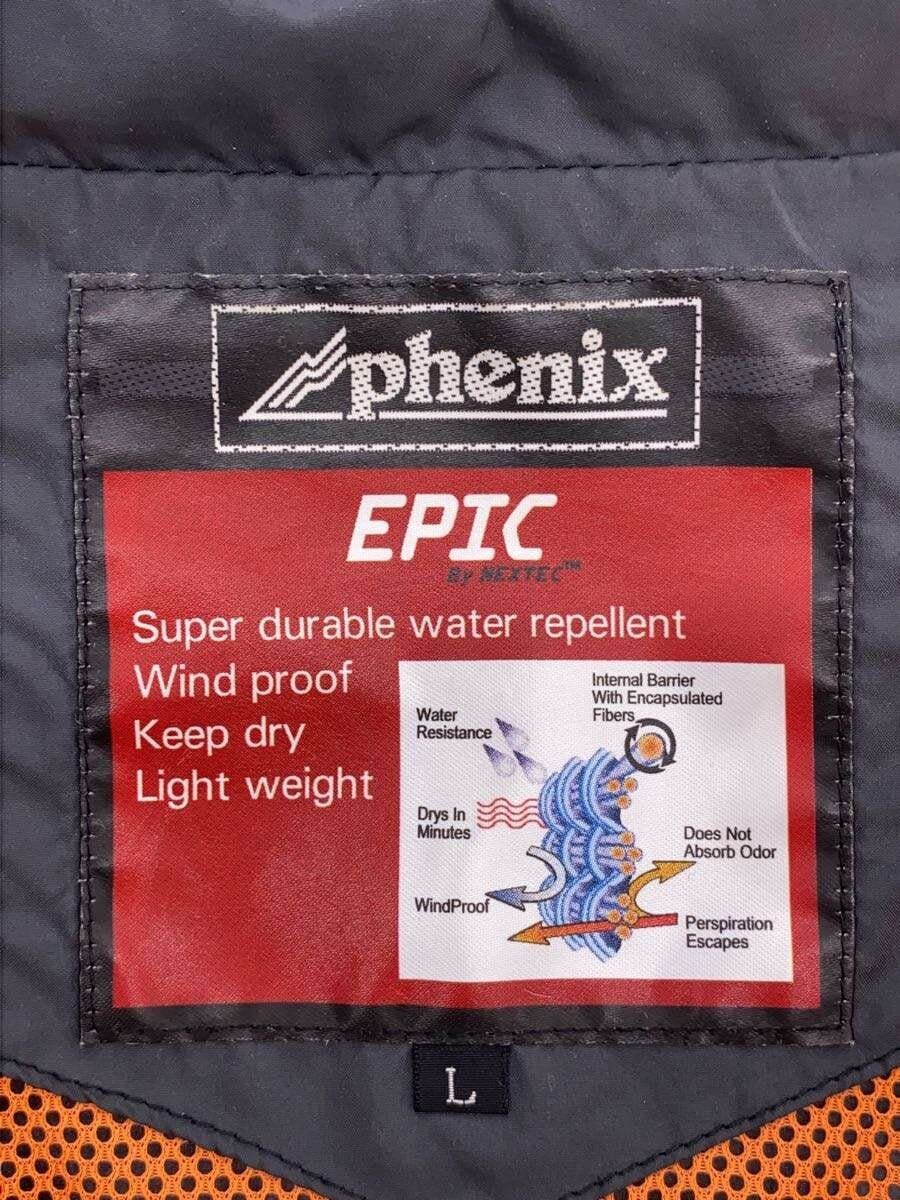 phenix
EPIC
By NEXTEC™
Super durable water repellent
Wind proof
Keep dry
Light weight
Water
Resistance
Internal Barrier
With Encapsulated
Fibers
Drys In
Minutes
Does Not
Absorb Odor
WindProof
Perspiration
Escapes
L